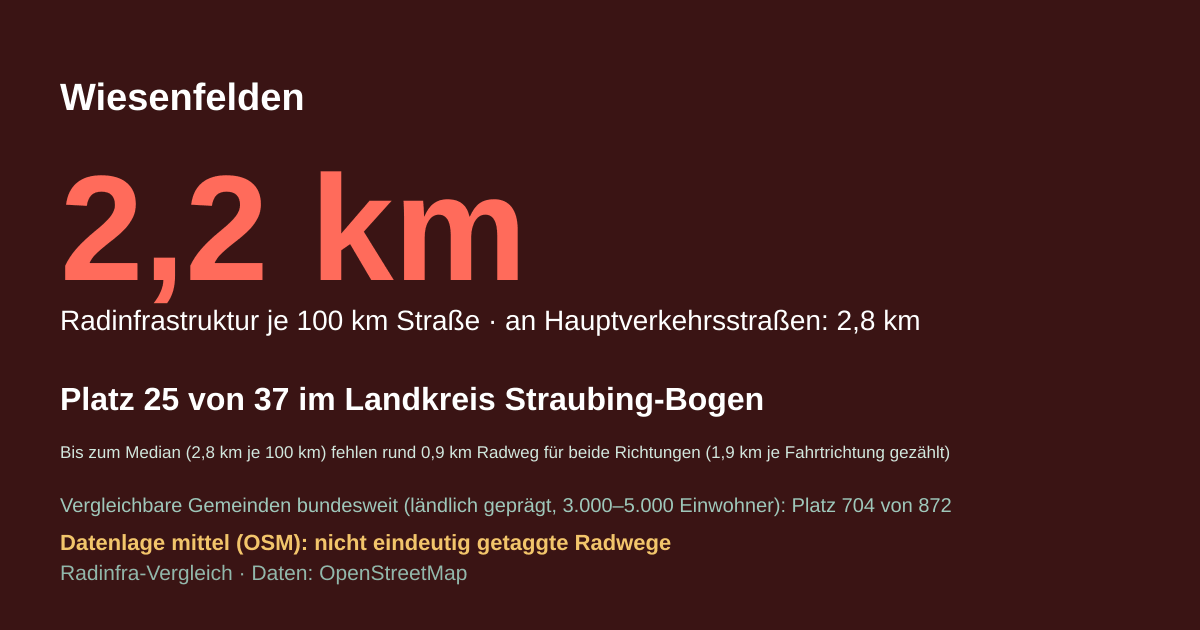 Wiesenfelden
2,2 km
Radinfrastruktur je 100 km Straße · an Hauptverkehrsstraßen: 2,8 km
Platz 25 von 37 im Landkreis Straubing-Bogen
Bis zum Median (2,8 km je 100 km) fehlen rund 0,9 km Radweg für beide Richtungen (1,9 km je Fahrtrichtung gezählt)
Vergleichbare Gemeinden bundesweit (ländlich geprägt, 3.000–5.000 Einwohner): Platz 704 von 872
Datenlage mittel (OSM): nicht eindeutig getaggte Radwege
Radinfra-Vergleich · Daten: OpenStreetMap